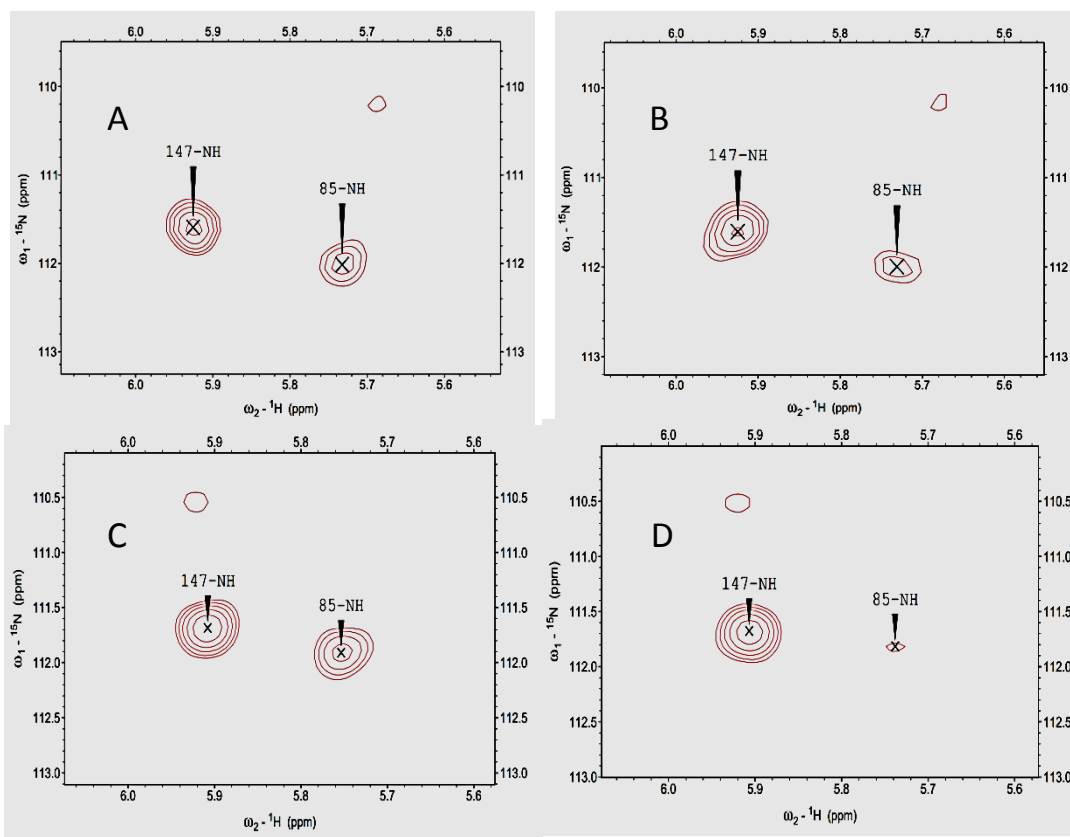 6.0 5.9 5.8 5.7 5.6
A
147-NH
85-NH
110 110
111 111
112 112
113 113
ω1 - 15N (ppm)
6.0 5.9 5.8 5.7 5.6
ω2 - 1H (ppm)
6.0 5.9 5.8 5.7 5.6
B
147-NH
85-NH
110 110
111 111
112 112
113 113
ω1 - 15N (ppm)
6.0 5.9 5.8 5.7 5.6
ω2 - 1H (ppm)
6.0 5.9 5.8 5.7 5.6
C
147-NH
85-NH
110.5 110.5
111.0 111.0
111.5 111.5
112.0 112.0
112.5 112.5
113.0 113.0
ω1 - 15N (ppm)
6.0 5.9 5.8 5.7 5.6
ω2 - 1H (ppm)
6.0 5.9 5.8 5.7 5.6
D
147-NH
85-NH
110.5 110.5
111.0 111.0
111.5 111.5
112.0 112.0
112.5 112.5
113.0 113.0
ω1 - 15N (ppm)
6.0 5.9 5.8 5.7 5.6
ω2 - 1H (ppm)